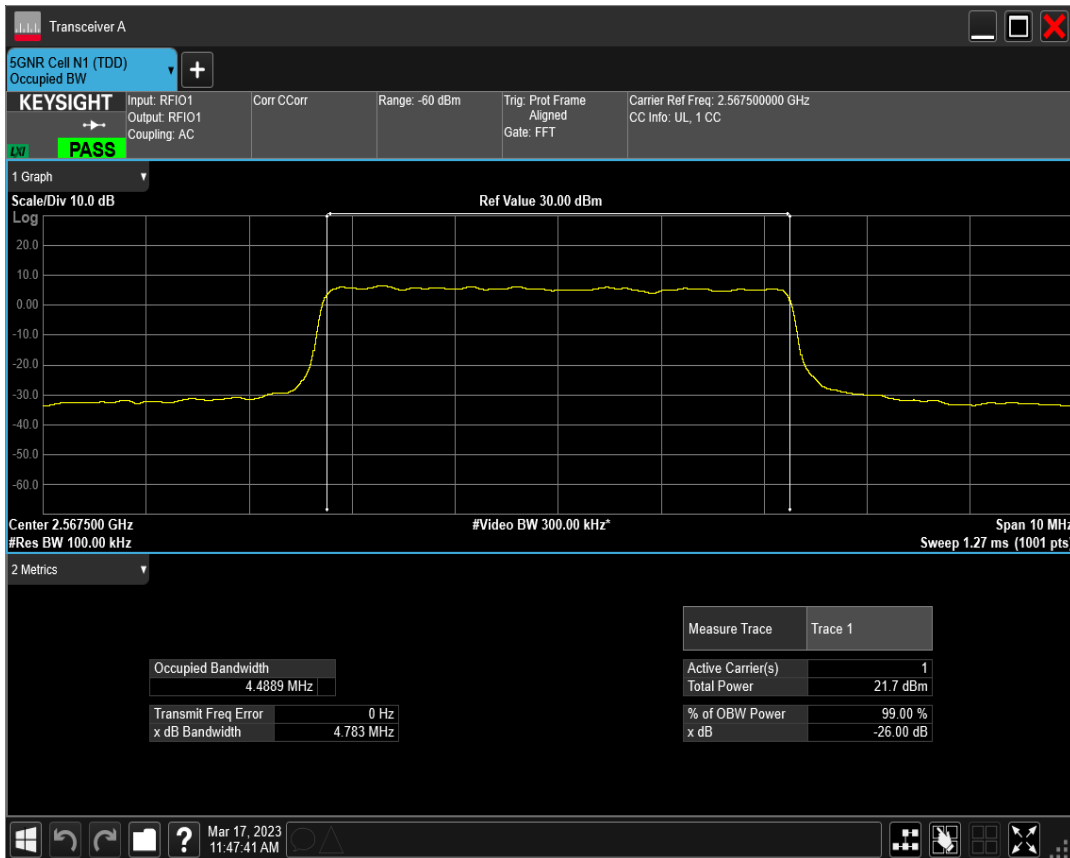 Transceiver A
5GNR Cell N1 (TDD)
Occupied BW
+
KEYSIGHT
LXI
PASS
Input: RFIO1
Output: RFIO1
Coupling: AC
Corr CCorr
Range: -60 dBm
Trig: Prot Frame
Aligned
Gate: FFT
Carrier Ref Freq: 2.567500000 GHz
CC Info: UL, 1 CC
1 Graph
Scale/Div 10.0 dB
Ref Value 30.00 dBm
Log
20.0
10.0
0.00
-10.0
-20.0
-30.0
-40.0
-50.0
-60.0
Center 2.567500 GHz
#Video BW 300.00 kHz*
Span 10 MHz
#Res BW 100.00 kHz
Sweep 1.27 ms (1001 pts)
2 Metrics
Measure Trace
Trace 1
Occupied Bandwidth
4.4889 MHz
Active Carrier(s) 1
Total Power 21.7 dBm
Transmit Freq Error 0 Hz
x dB Bandwidth 4.783 MHz
% of OBW Power 99.00 %
x dB -26.00 dB
?
Mar 17, 2023
11:47:41 AM